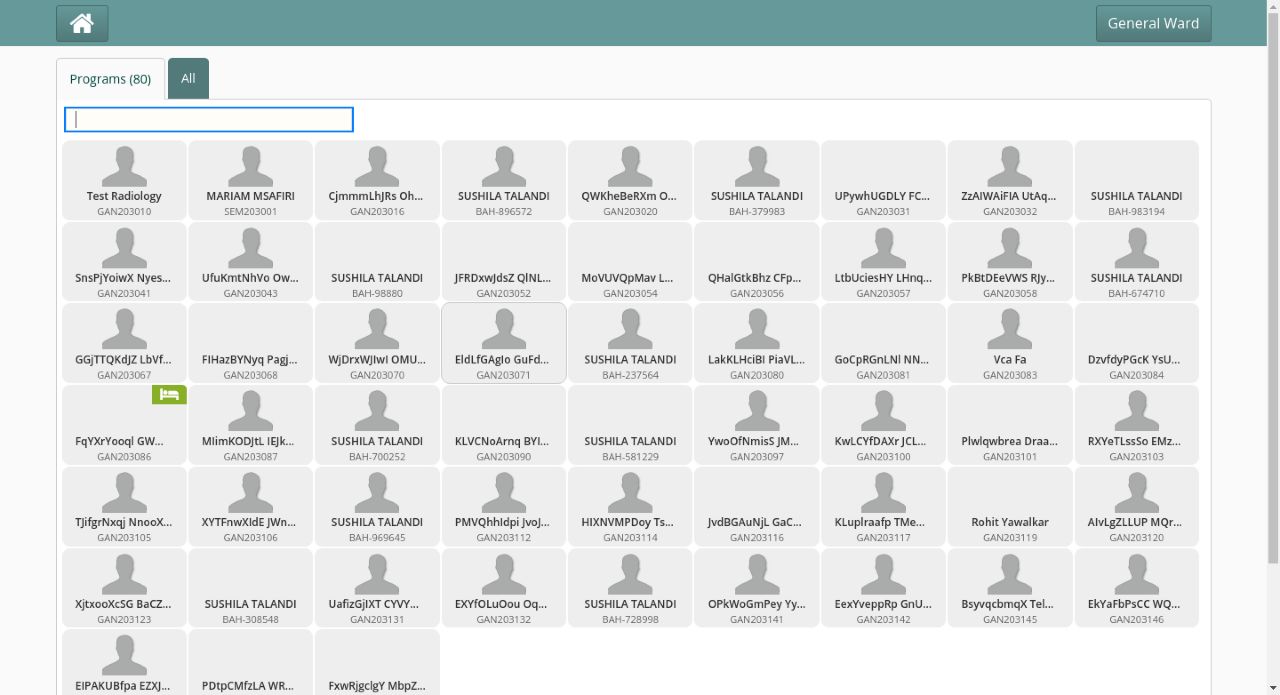 General Ward
Programs (80)
All
Test Radiology
GAN203010
MARIAM MSAFIRI
SEM203001
CjmmmLhJRs Oh...
GAN203016
SUSHILA TALANDI
BAH-896572
QWKheBeRXm O...
GAN203020
SUSHILA TALANDI
BAH-379983
UPywhUGDLY FC...
GAN203031
ZzAIWAiFIA UtAq...
GAN203032
SUSHILA TALANDI
BAH-983194
SnsPjYoiwX Nyes...
GAN203041
UfuKmtNhVo Ow...
GAN203043
SUSHILA TALANDI
BAH-98880
JFRDxwJdsZ QlNL...
GAN203052
MoVUVQpMav L...
GAN203054
QHalGtkBhz CFp...
GAN203056
LtbUciesHY LHnq...
GAN203057
PkBtDEeVWS RJy...
GAN203058
SUSHILA TALANDI
BAH-674710
GGjTTQKdJZ LbVf...
GAN203067
FIHazBYNyq Pagj...
GAN203068
WjDrxWJIwI OMU...
GAN203070
EldLfGAgIo GuFd...
GAN203071
SUSHILA TALANDI
BAH-237564
LakKLHciBI PiaVL...
GAN203080
GoCpRGnLNl NN...
GAN203081
Vca Fa
GAN203083
DzvfdyPGcK YsU...
GAN203084
FqYXrYooql GW...
GAN203086
MIimKODJtL IEJk...
GAN203087
SUSHILA TALANDI
BAH-700252
KLVCNoArnq BYI...
GAN203090
SUSHILA TALANDI
BAH-581229
YwoOfNmisS JM...
GAN203097
KwLCYfDAXr JCL...
GAN203100
Plwlqwbrea Draa...
GAN203101
RXYeTLssSo EMz...
GAN203103
TJifgrNxqj NnooX...
GAN203105
XYTFnwXIdE JWn...
GAN203106
SUSHILA TALANDI
BAH-969645
PMVQhhIdpi JvoJ...
GAN203112
HIXNVMPDoy Ts...
GAN203114
JvdBGAuNjL GaC...
GAN203116
KLuplraafp TMe...
GAN203117
Rohit Yawalkar
GAN203119
AIvLgZLLUP MQr...
GAN203120
XjtxooXcSG BaCZ...
GAN203123
SUSHILA TALANDI
BAH-308548
UafizGjIXT CYVY...
GAN203131
EXYfOLuOou Oq...
GAN203132
SUSHILA TALANDI
BAH-728998
OPkWoGmPey Yy...
GAN203141
EexYveppRp GnU...
GAN203142
BsyvqcbmqX Tel...
GAN203145
EkYaFbPsCC WQ...
GAN203146
EIPAKUBfpa EZXJ...
PDtpCMfzLA WR...
FxwRjgclgY MbpZ...